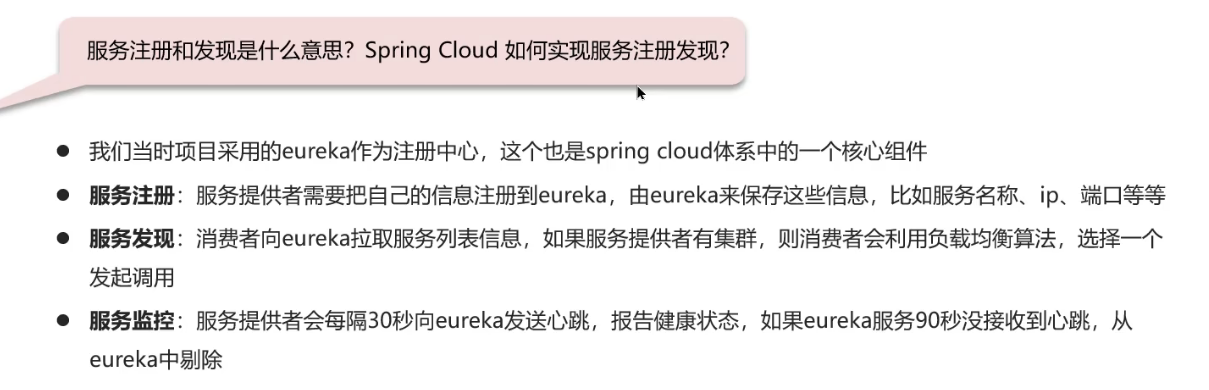 服务注册和发现是什么意思？Spring Cloud 如何实现服务注册发现？
● 我们当时项目采用的eureka作为注册中心，这个也是spring cloud体系中的一个核心组件
● 服务注册：服务提供者需要把自己的信息注册到eureka，由eureka来保存这些信息，比如服务名称、ip、端口等等
● 服务发现：消费者向eureka拉取服务列表信息，如果服务提供者有集群，则消费者会利用负载均衡算法，选择一个
发起调用
● 服务监控：服务提供者会每隔30秒向eureka发送心跳，报告健康状态，如果eureka服务90秒没接收到心跳，从
eureka中剔除